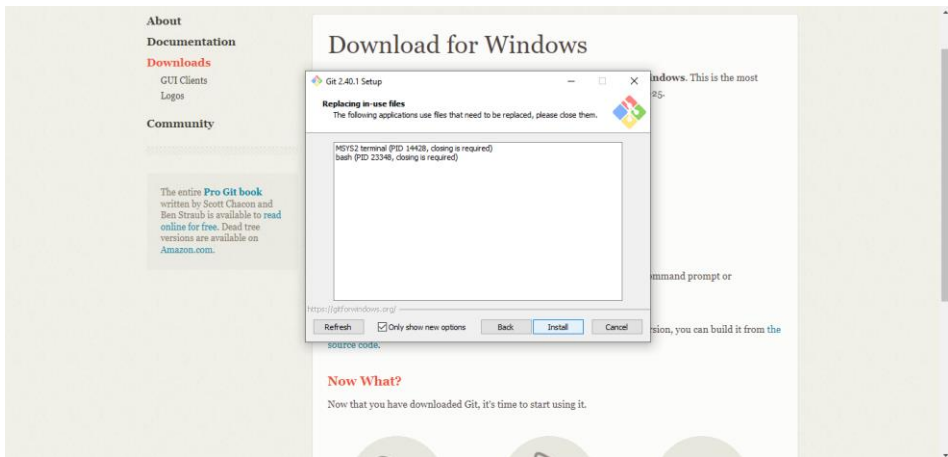 About
Documentation
Downloads
GUI Clients
Logos
Community
The entire Pro Git book
written by Scott Chacon and
Ben Straub is available to read
online for free. Dead tree
versions are available on
Amazon.com.
Download for Windows
indows. This is the most
25.
Git 2.40.1 Setup
Replacing in-use files
The following applications use files that need to be replaced, please close them.
MSYS2 terminal (PID 14428, closing is required)
bash (PID 23348, closing is required)
https://gitforwindows.org/
Refresh Only show new options Back Install Cancel
ommand prompt or
rsion, you can build it from the
source code.
Now What?
Now that you have downloaded Git, it's time to start using it.